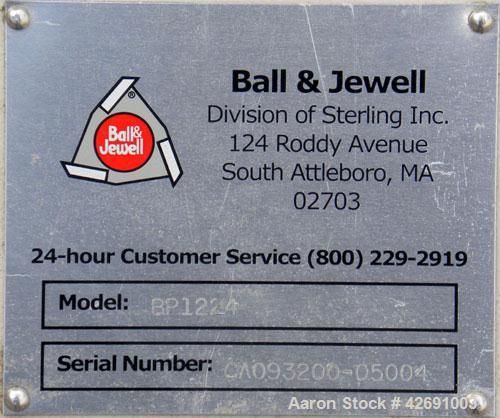 Ball & Jewell
Division of Sterling Inc.
124 Roddy Avenue
South Attleboro, MA
02703
Ball&
Jewell
®
24-hour Customer Service (800) 229-2919
Model: BP1224
Serial Number: CA093200-05004
Aaron Stock # 426910091